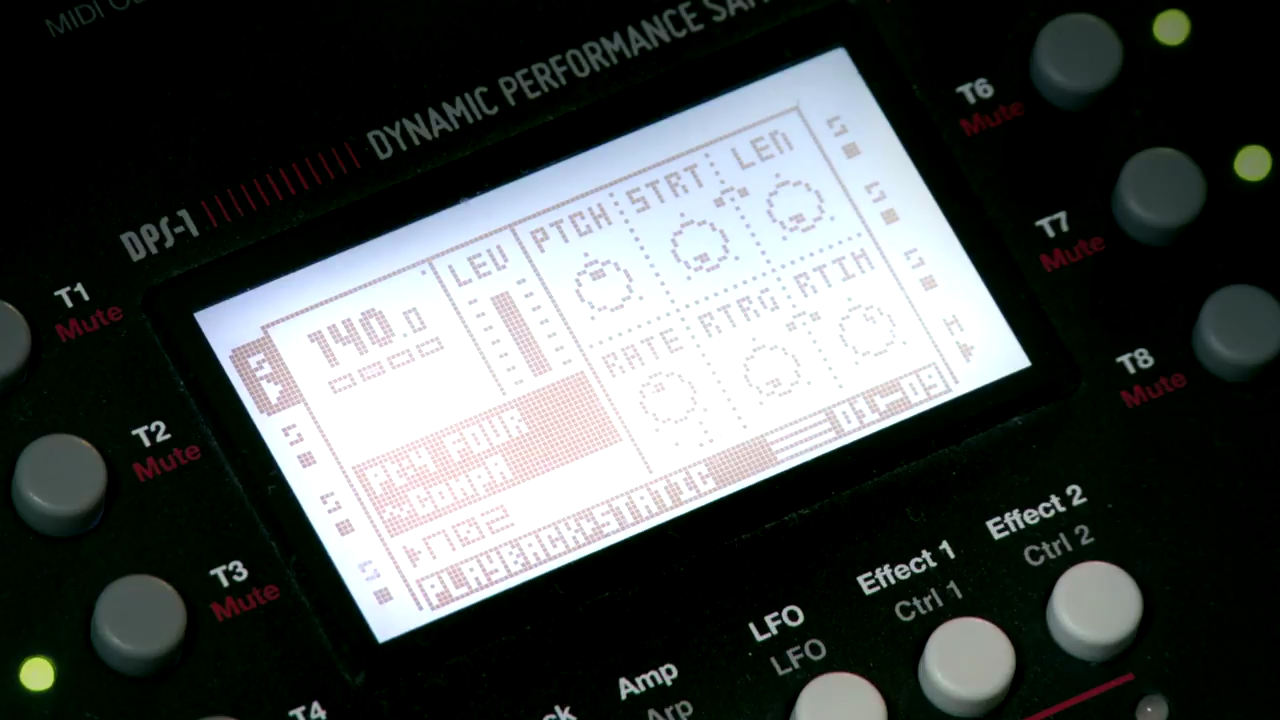 DPS-1 DYNAMIC PERFORMANCE
T1
Mute
T2
Mute
T3
Mute
T4
T6
Mute
T7
Mute
T8
Mute
140.0
LEV
PTCH
STRT
LEN
RATE
RTRG
RTIM
S
S
S
S
S
S
PLAYBACK:STATIC
Amp
Arp
LFO
LFO
Effect 1
Ctrl 1
Effect 2
Ctrl 2